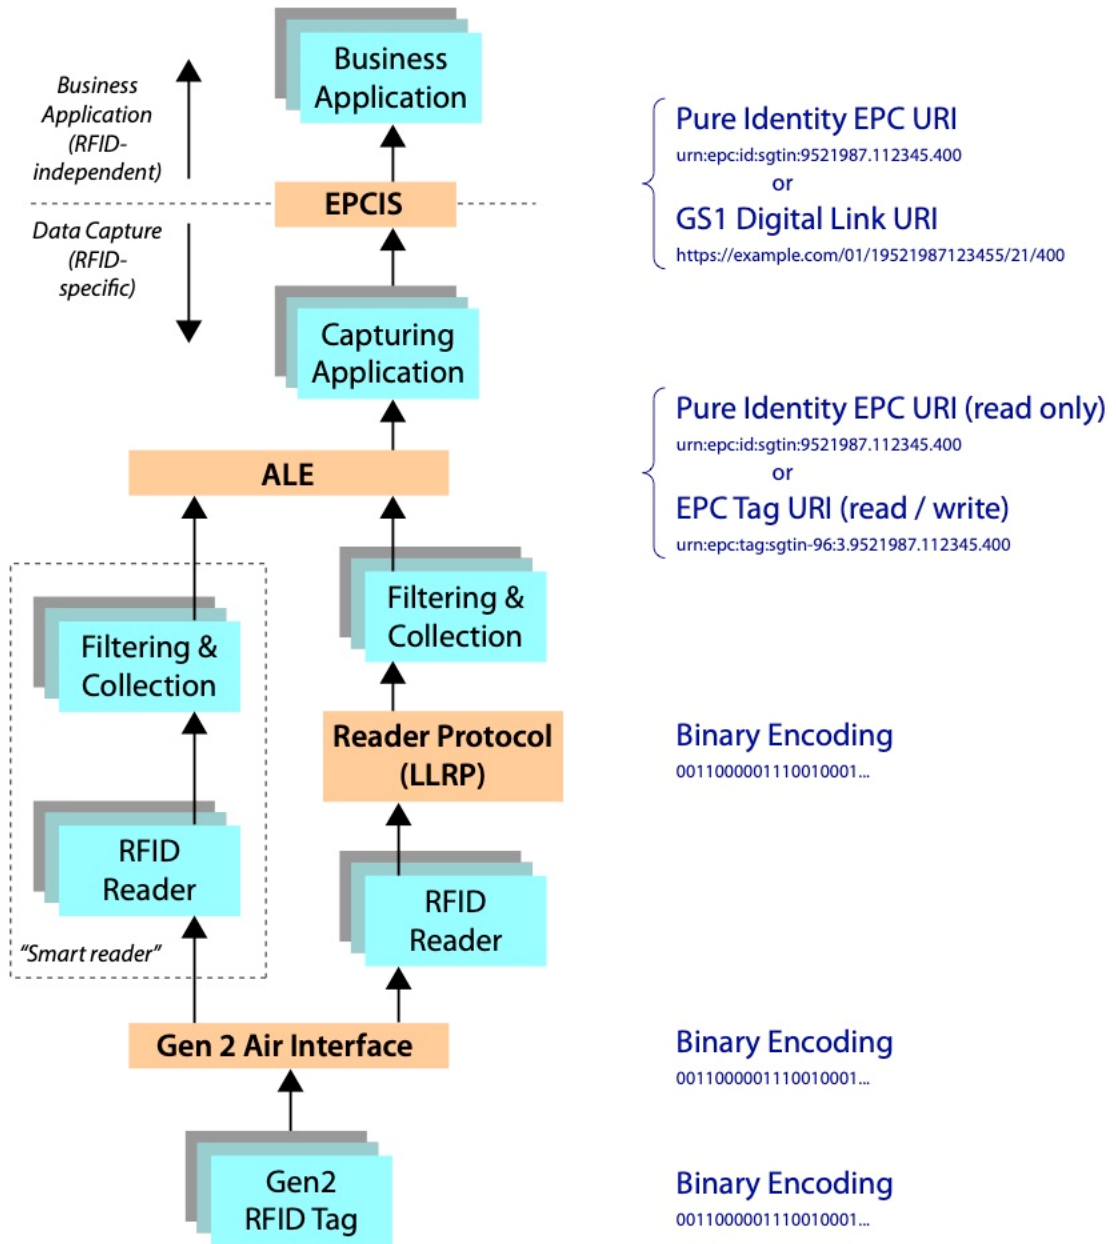 Business
Application
Business
Application
(RFID-
independent)
Pure Identity EPC URI
urn:epc:id:sgtin:9521987.112345.400
or
GS1 Digital Link URI
https://example.com/01/19521987123455/21/400
EPCIS
Data Capture
(RFID-
specific)
Capturing
Application
Pure Identity EPC URI (read only)
urn:epc:id:sgtin:9521987.112345.400
or
EPC Tag URI (read / write)
urn:epc:tag:sgtin-96:3.9521987.112345.400
ALE
Filtering &
Collection
Filtering &
Collection
Reader Protocol
(LLRP)
Binary Encoding
0011000001110010001...
RFID
Reader
RFID
Reader
“Smart reader”
Gen 2 Air Interface
Binary Encoding
0011000001110010001...
Gen2
RFID Tag
Binary Encoding
0011000001110010001...